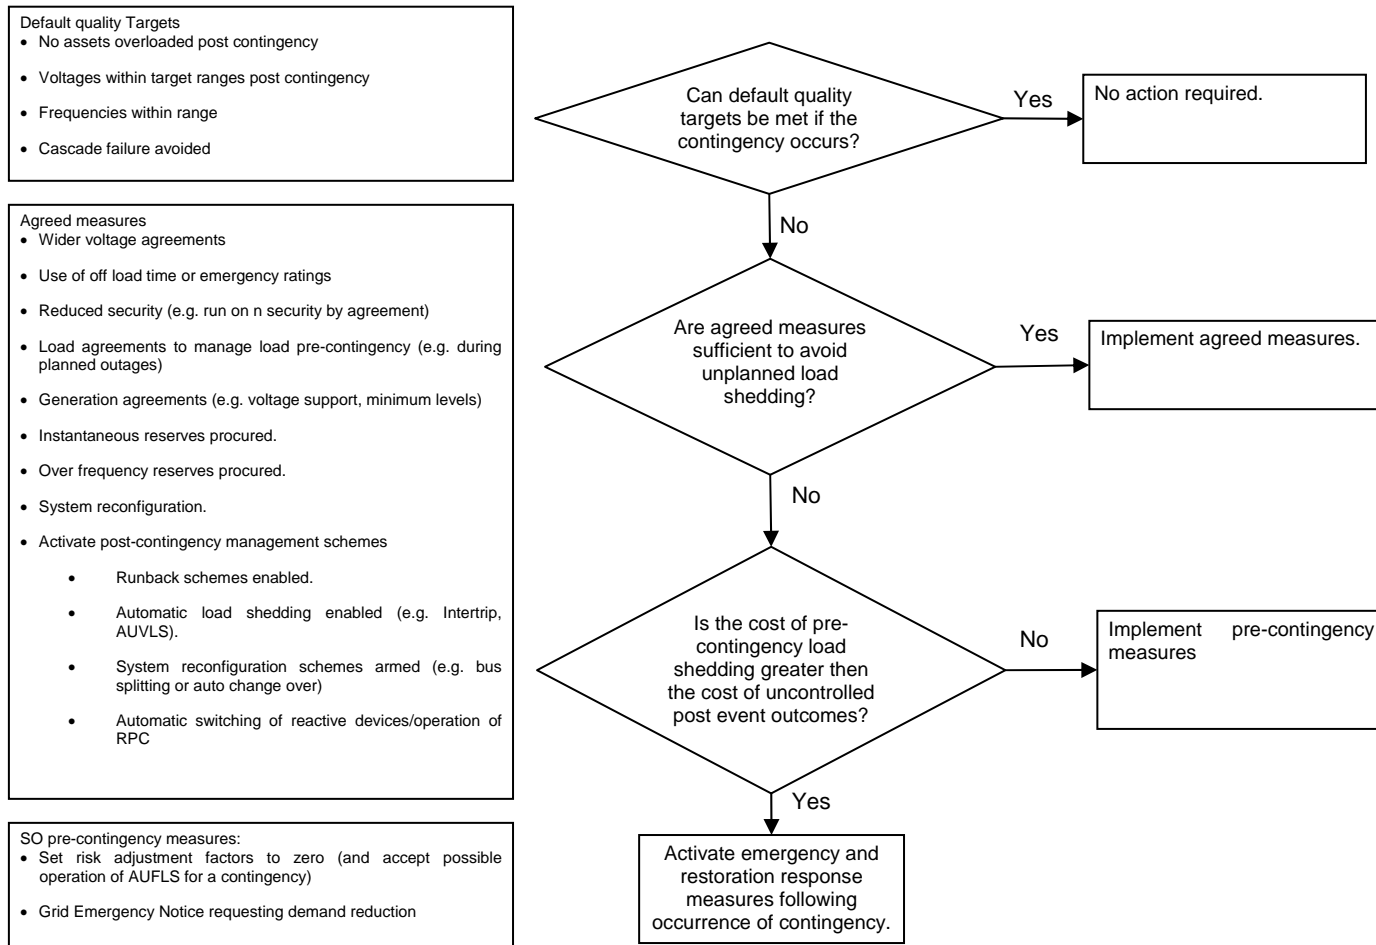 Default quality Targets
• No assets overloaded post contingency
• Voltages within target ranges post contingency
• Frequencies within range
• Cascade failure avoided
Agreed measures
• Wider voltage agreements
• Use of off load time or emergency ratings
• Reduced security (e.g. run on n security by agreement)
• Load agreements to manage load pre-contingency (e.g. during
planned outages)
• Generation agreements (e.g. voltage support, minimum levels)
• Instantaneous reserves procured.
• Over frequency reserves procured.
• System reconfiguration.
• Activate post-contingency management schemes
• Runback schemes enabled.
• Automatic load shedding enabled (e.g. Intertrip,
AUVLS).
• System reconfiguration schemes armed (e.g. bus
splitting or auto change over)
• Automatic switching of reactive devices/operation of
RPC
SO pre-contingency measures:
• Set risk adjustment factors to zero (and accept possible
operation of AUFLS for a contingency)
• Grid Emergency Notice requesting demand reduction
Can default quality
targets be met if the
contingency occurs?
Yes
No action required.
No
Are agreed measures
sufficient to avoid
unplanned load
shedding?
Yes
Implement agreed measures.
No
Is the cost of pre-
contingency load
shedding greater then
the cost of uncontrolled
post event outcomes?
No
Implement pre-contingency
measures
Yes
Activate emergency and
restoration response
measures following
occurrence of contingency.